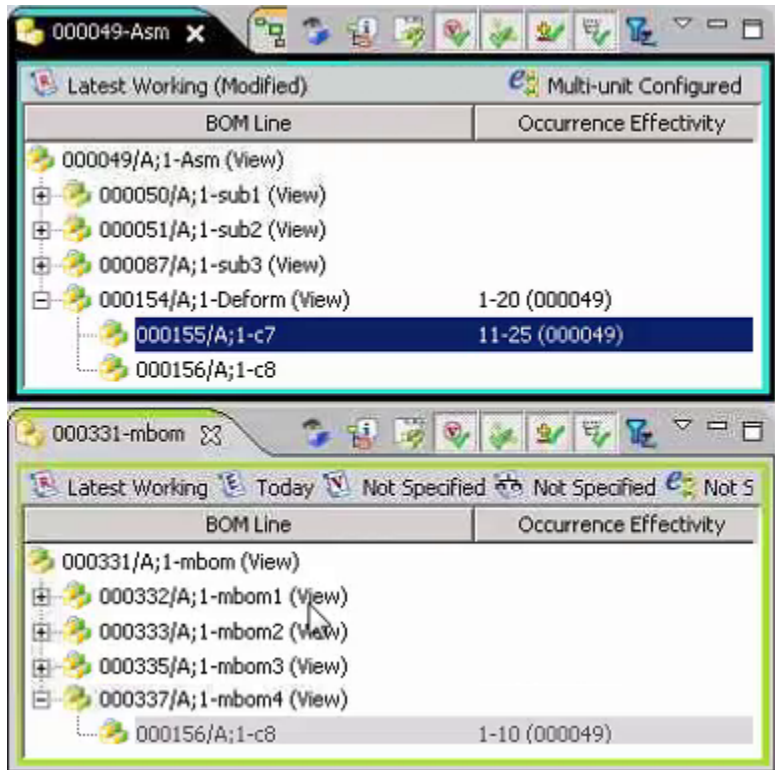 000049-Asm
Latest Working (Modified) Multi-unit Configured
BOM Line Occurrence Effectivity
000049/A;1-Asm (View)
000050/A;1-sub1 (View)
000051/A;1-sub2 (View)
000087/A;1-sub3 (View)
000154/A;1-Deform (View) 1-20 (000049)
000155/A;1-c7 11-25 (000049)
000156/A;1-c8
000331-mbom
Latest Working Today Not Specified Not Specified Not S
BOM Line Occurrence Effectivity
000331/A;1-mbom (View)
000332/A;1-mbom1 (View)
000333/A;1-mbom2 (View)
000335/A;1-mbom3 (View)
000337/A;1-mbom4 (View)
000156/A;1-c8 1-10 (000049)